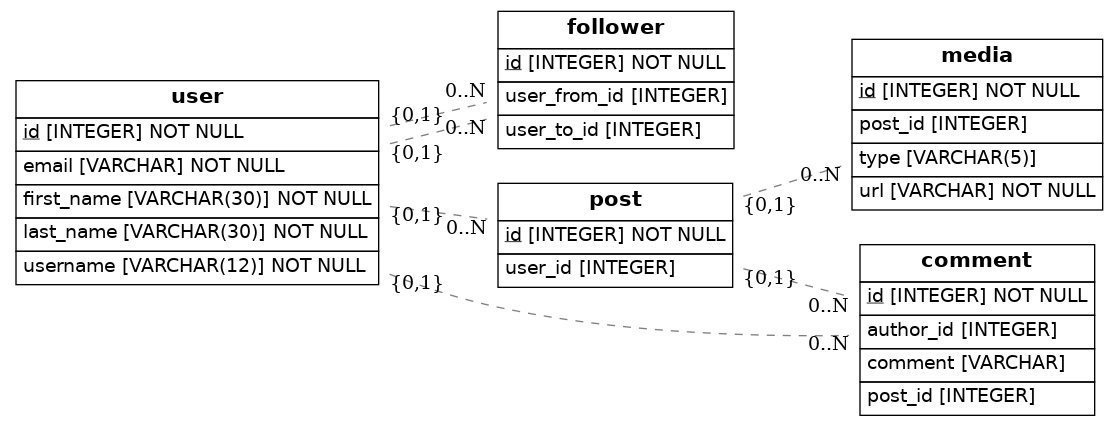 user
id [INTEGER] NOT NULL
email [VARCHAR] NOT NULL
first_name [VARCHAR(30)] NOT NULL
last_name [VARCHAR(30)] NOT NULL
username [VARCHAR(12)] NOT NULL
{0,1}
0..N
{0,1}
0..N
{0,1}
0..N
{0,1}
0..N
follower
id [INTEGER] NOT NULL
user_from_id [INTEGER]
user_to_id [INTEGER]
post
id [INTEGER] NOT NULL
user_id [INTEGER]
{0,1}
0..N
{0,1}
0..N
media
id [INTEGER] NOT NULL
post_id [INTEGER]
type [VARCHAR(5)]
url [VARCHAR] NOT NULL
comment
id [INTEGER] NOT NULL
author_id [INTEGER]
comment [VARCHAR]
post_id [INTEGER]